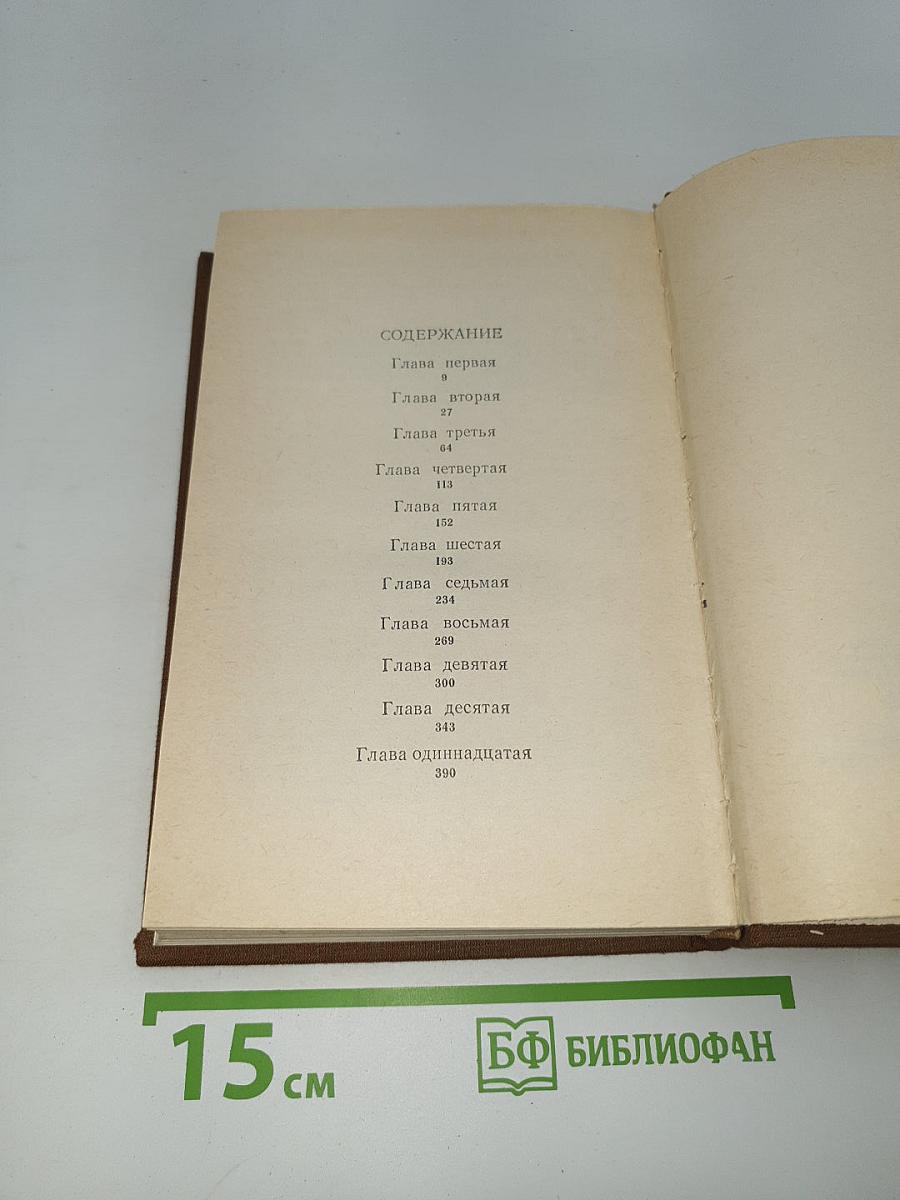 СОДЕРЖАНИЕ
Глава первая
9
Глава вторая
27
Глава третья
64
Глава четвертая
113
Глава пятая
152
Глава шестая
193
Глава седьмая
234
Глава восьмая
269
Глава девятая
300
Глава десятая
343
Глава одиннадцатая
390
15 см
БФ БИБЛИОФАН